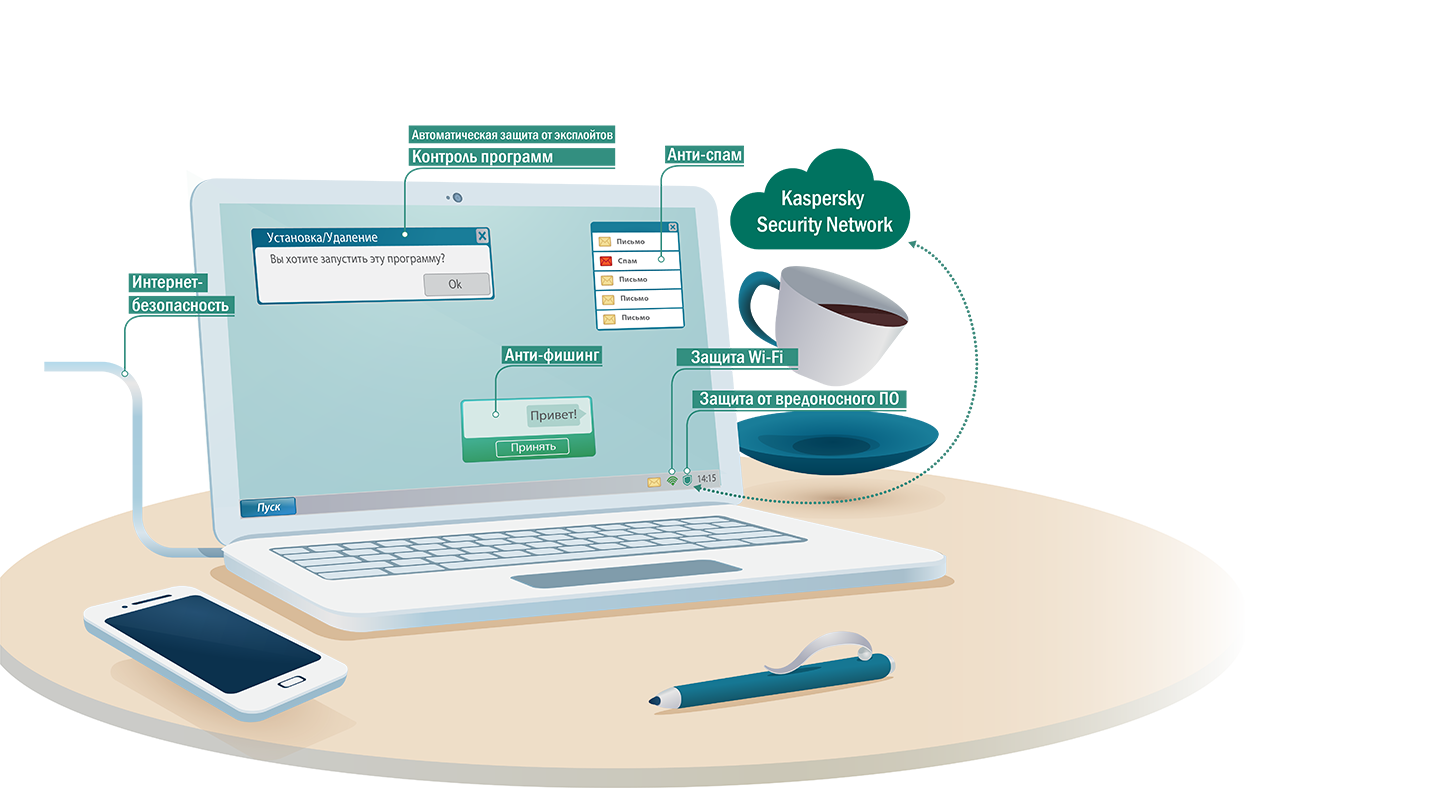 Автоматическая защита от эксплойтов
Контроль программ
Анти-спам
Kaspersky
Security Network
Установка/Удаление
Вы хотите запустить эту программу?
Ok
Письмо
Спам
Письмо
Письмо
Письмо
Интернет-
безопасность
Анти-фишинг
Защита Wi-Fi
Защита от вредоносного ПО
Привет!
Принять
14:15
Пуск